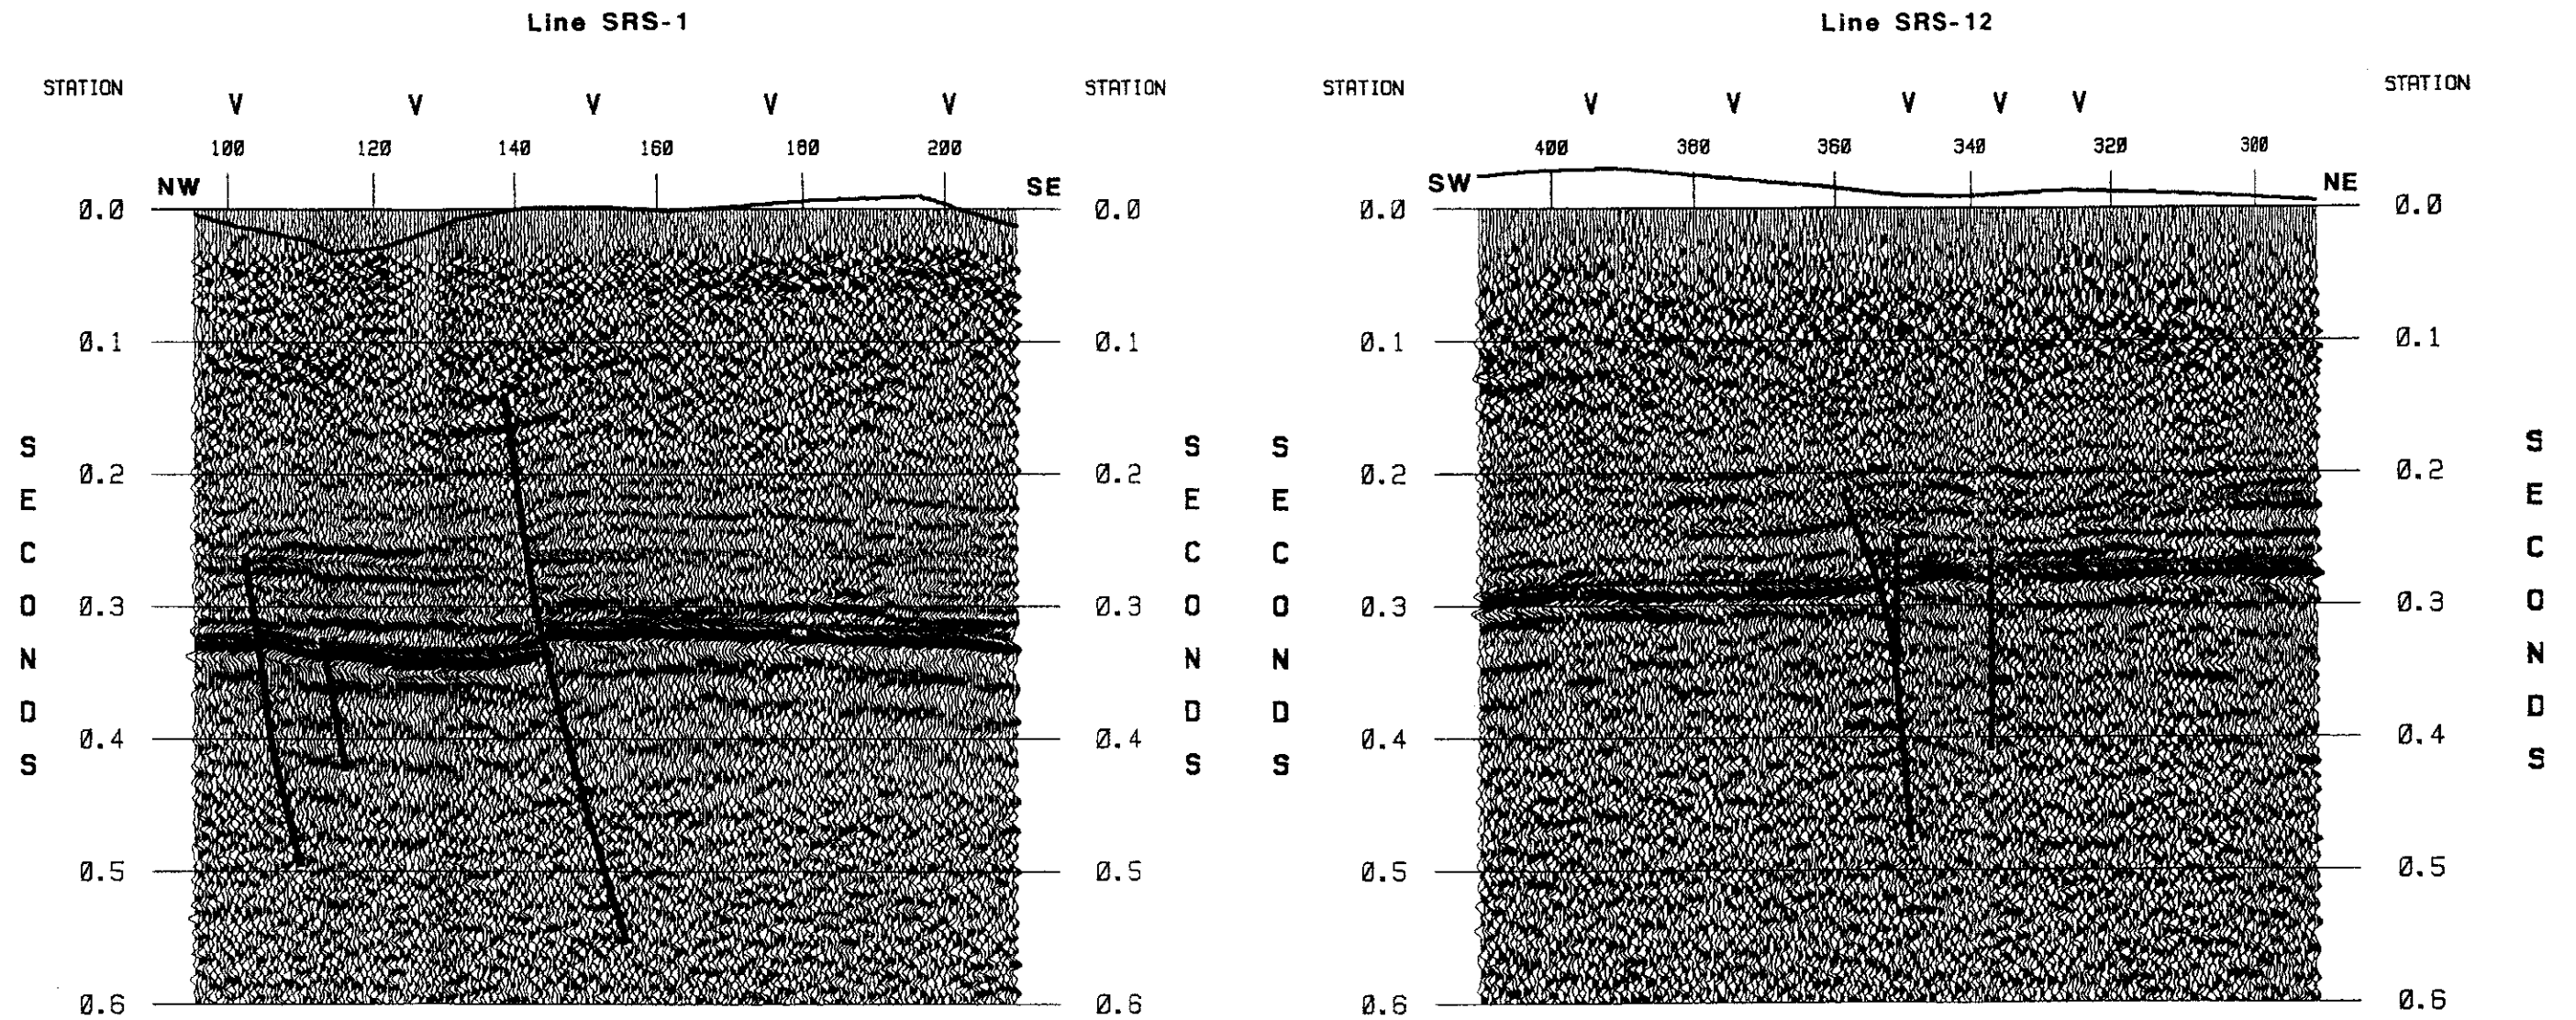 Line SRS-1
STATION V V V V V STATION
100 120 140 160 180 200
NW SE
0.0 0.0
0.1 0.1
0.2 0.2
0.3 0.3
0.4 0.4
0.5 0.5
0.6 0.6
SECONDS SECONDS
Line SRS-12
STATION V V V V V STATION
400 380 360 340 320 300
SW NE
0.0 0.0
0.1 0.1
0.2 0.2
0.3 0.3
0.4 0.4
0.5 0.5
0.6 0.6
SECONDS SECONDS